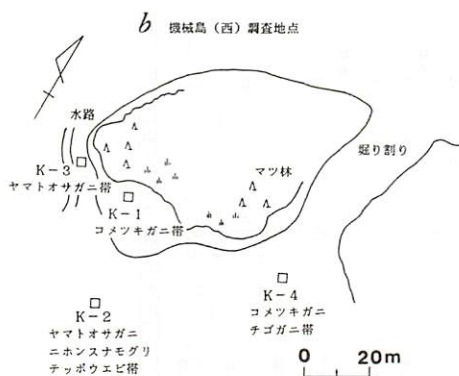 b 機械島（西）調査地点
水路
K-3
ヤマトオサガニ帯
K-1
コメツキガニ帯
マツ林
掘り割り
K-2
ヤマトオサガニ
ニホンスナモグリ
テッポウエビ帯
K-4
コメツキガニ
チゴガニ帯
0 20m